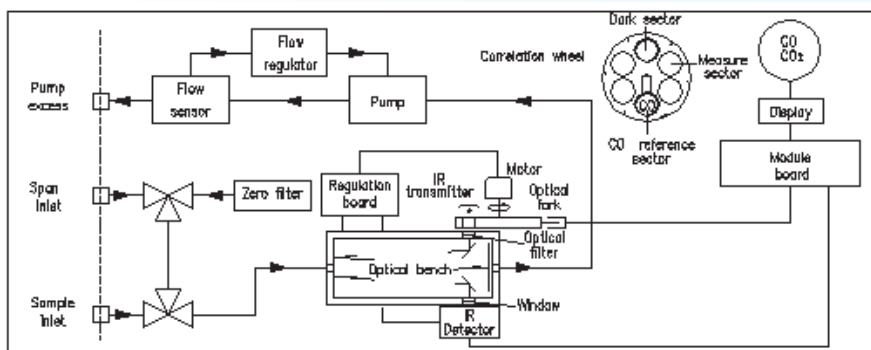 Dark sector
Flow
regulator
Correlation wheel
CO
CO₂
Measure
sector
Pump
excess
Flow
sensor
Pump
CO
Display
CO reference
sector
Module
board
Span
Inlet
Zero filter
Regulation
board
IR
transmitter
Motor
Optical
fork
Optical
filter
Optical bench
Window
Sample
Inlet
IR
Detector